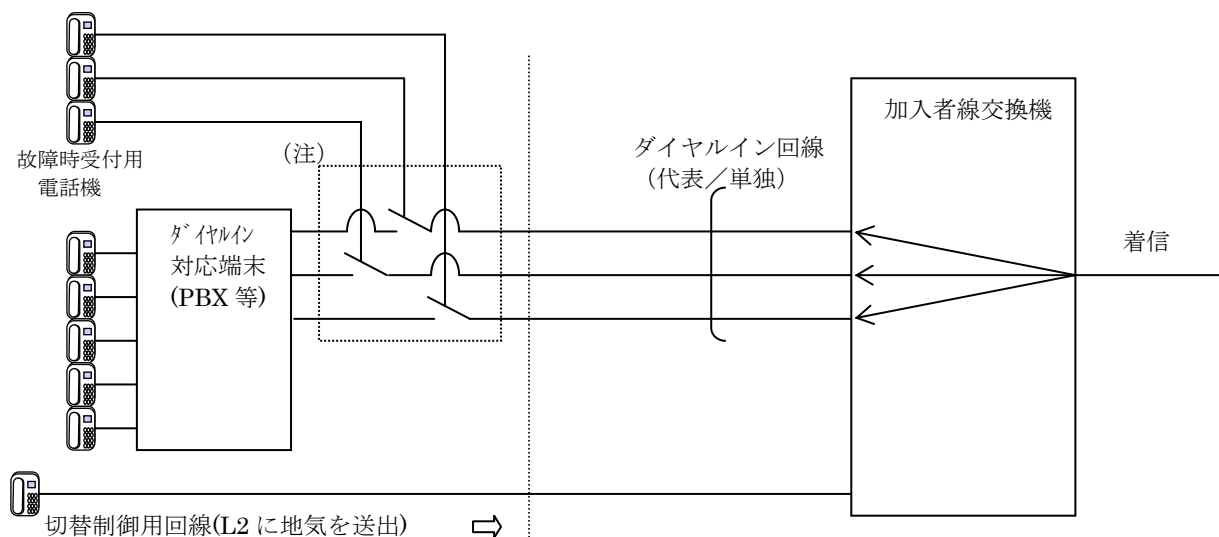 故障時受付用
電話機
(注)
ﾀﾞｲﾔﾙｲﾝ
対応端末
(PBX 等)
ダイヤルイン回線
(代表／単独)
加入者線交換機
着信
切替制御用回線(L2 に地気を送出)